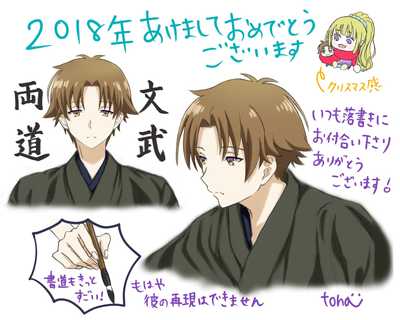 2018年 あけましておめでとう
ございます
クリスマス感
文武
両道
いつも落書きに
お付合い下さり
ありがとう
ございます!
書道もきっと
すごい!
もはや
彼の再現はできません
toha